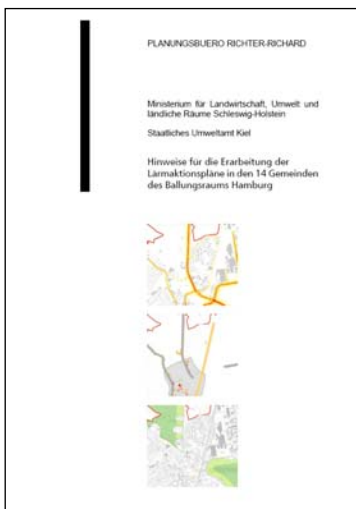 PLANUNGSBUERO RICHTER-RICHARD
Ministerium für Landwirtschaft, Umwelt und
ländliche Räume Schleswig-Holstein
Staatliches Umweltamt Kiel
Hinweise für die Erarbeitung der
Lärmaktionspläne in den 14 Gemeinden
des Ballungsraums Hamburg